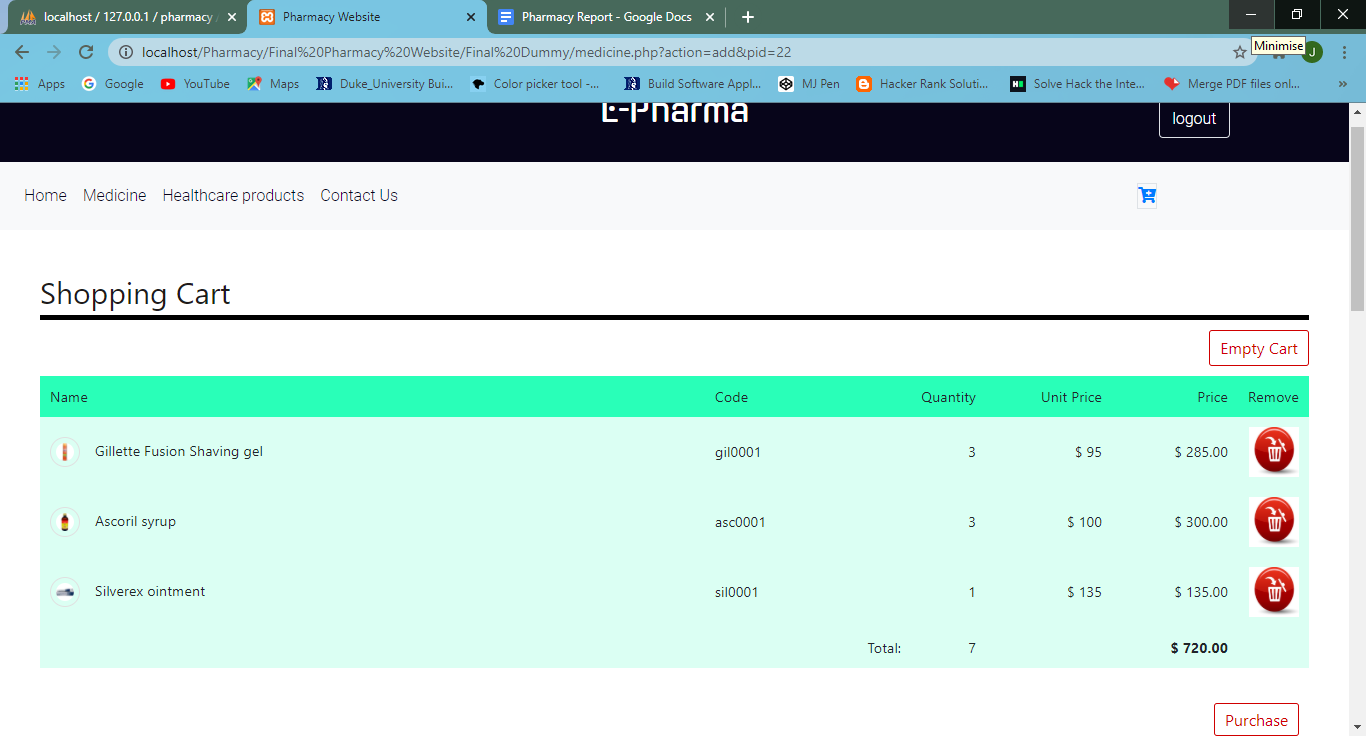 localhost / 127.0.0.1 / pharmacy
Pharmacy Website
Pharmacy Report - Google Docs
localhost/Pharmacy/Final%20Pharmacy%20Website/Final%20Dummy/medicine.php?action=add&pid=22
Minimise
J
Apps
Google
YouTube
Maps
Duke_University Bui...
Color picker tool -...
Build Software Appl...
MJ Pen
Hacker Rank Soluti...
Solve Hack the Inte...
Merge PDF files onl...
»
E-Pharma
logout
Home Medicine Healthcare products Contact Us
Shopping Cart
Empty Cart
Name Code Quantity Unit Price Price Remove
Gillette Fusion Shaving gel gil0001 3 $ 95 $ 285.00
Ascoril syrup asc0001 3 $ 100 $ 300.00
Silverex ointment sil0001 1 $ 135 $ 135.00
Total: 7 $ 720.00
Purchase